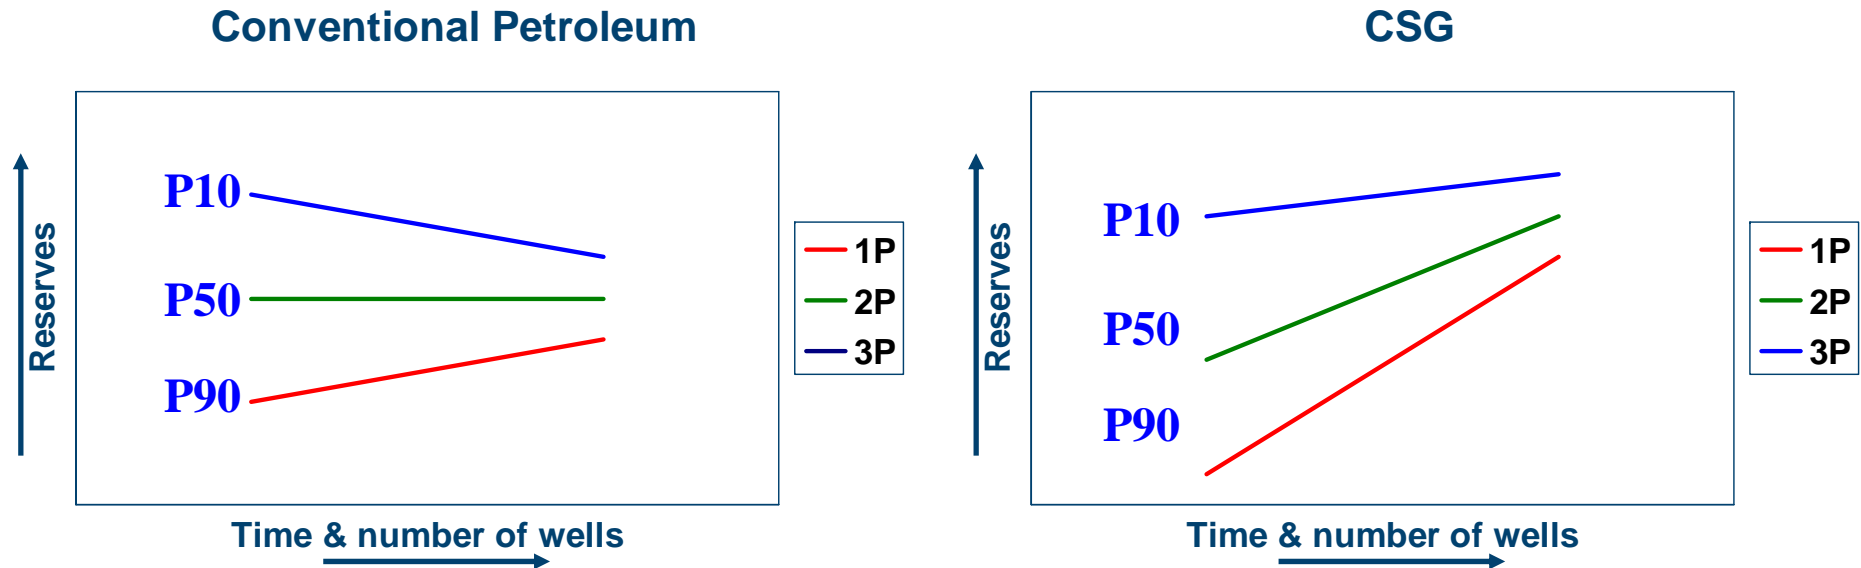 Conventional Petroleum
Reserves
P10
P50
P90
1P
2P
3P
Time & number of wells
CSG
Reserves
P10
P50
P90
1P
2P
3P
Time & number of wells